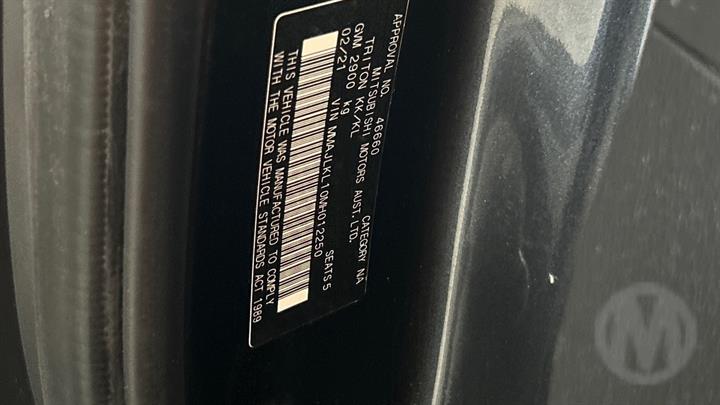 APPROVAL NO. 46660 CATEGORY NA
MITSUBISHI MOTORS AUST. LTD.
TRITON KK/KL
GVM 2900 kg SEATS 5
02/21 VIN MMAJLKL10MH012250
THIS VEHICLE WAS MANUFACTURED TO COMPLY
WITH THE MOTOR VEHICLE STANDARDS ACT 1989
M